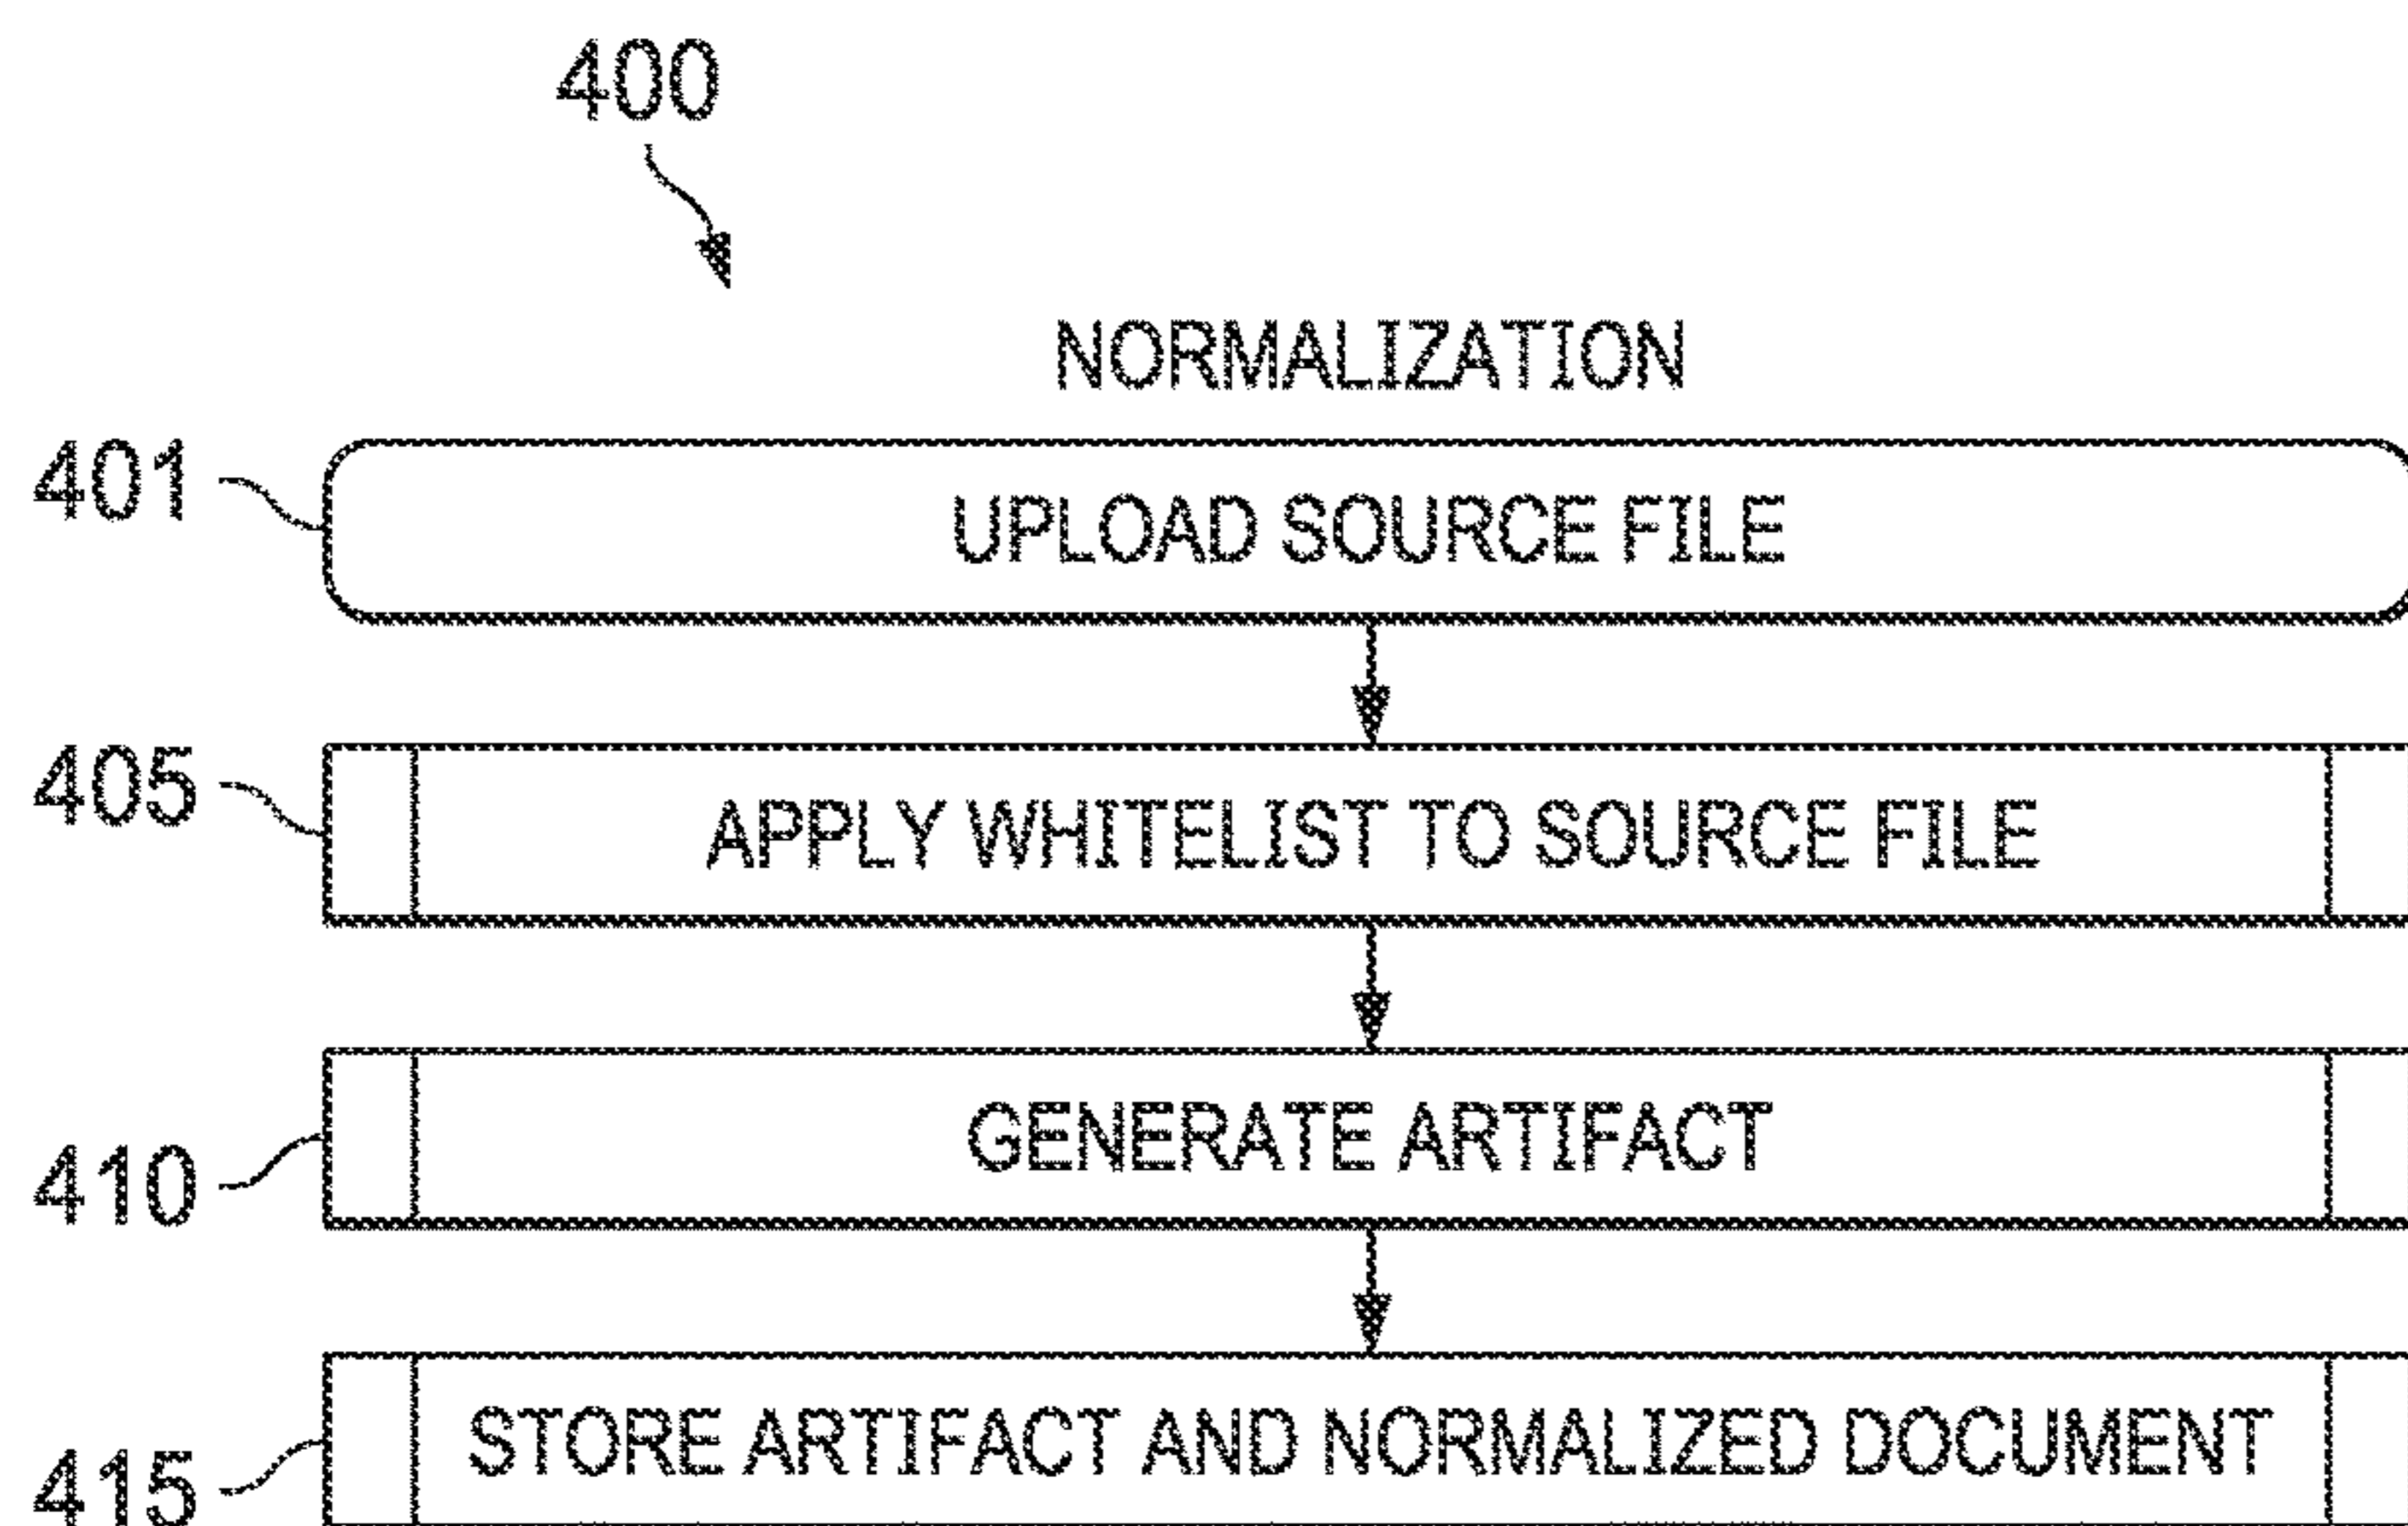 400
NORMALIZATION
401
UPLOAD SOURCE FILE
405
APPLY WHITELIST TO SOURCE FILE
410
GENERATE ARTIFACT
415
STORE ARTIFACT AND NORMALIZED DOCUMENT